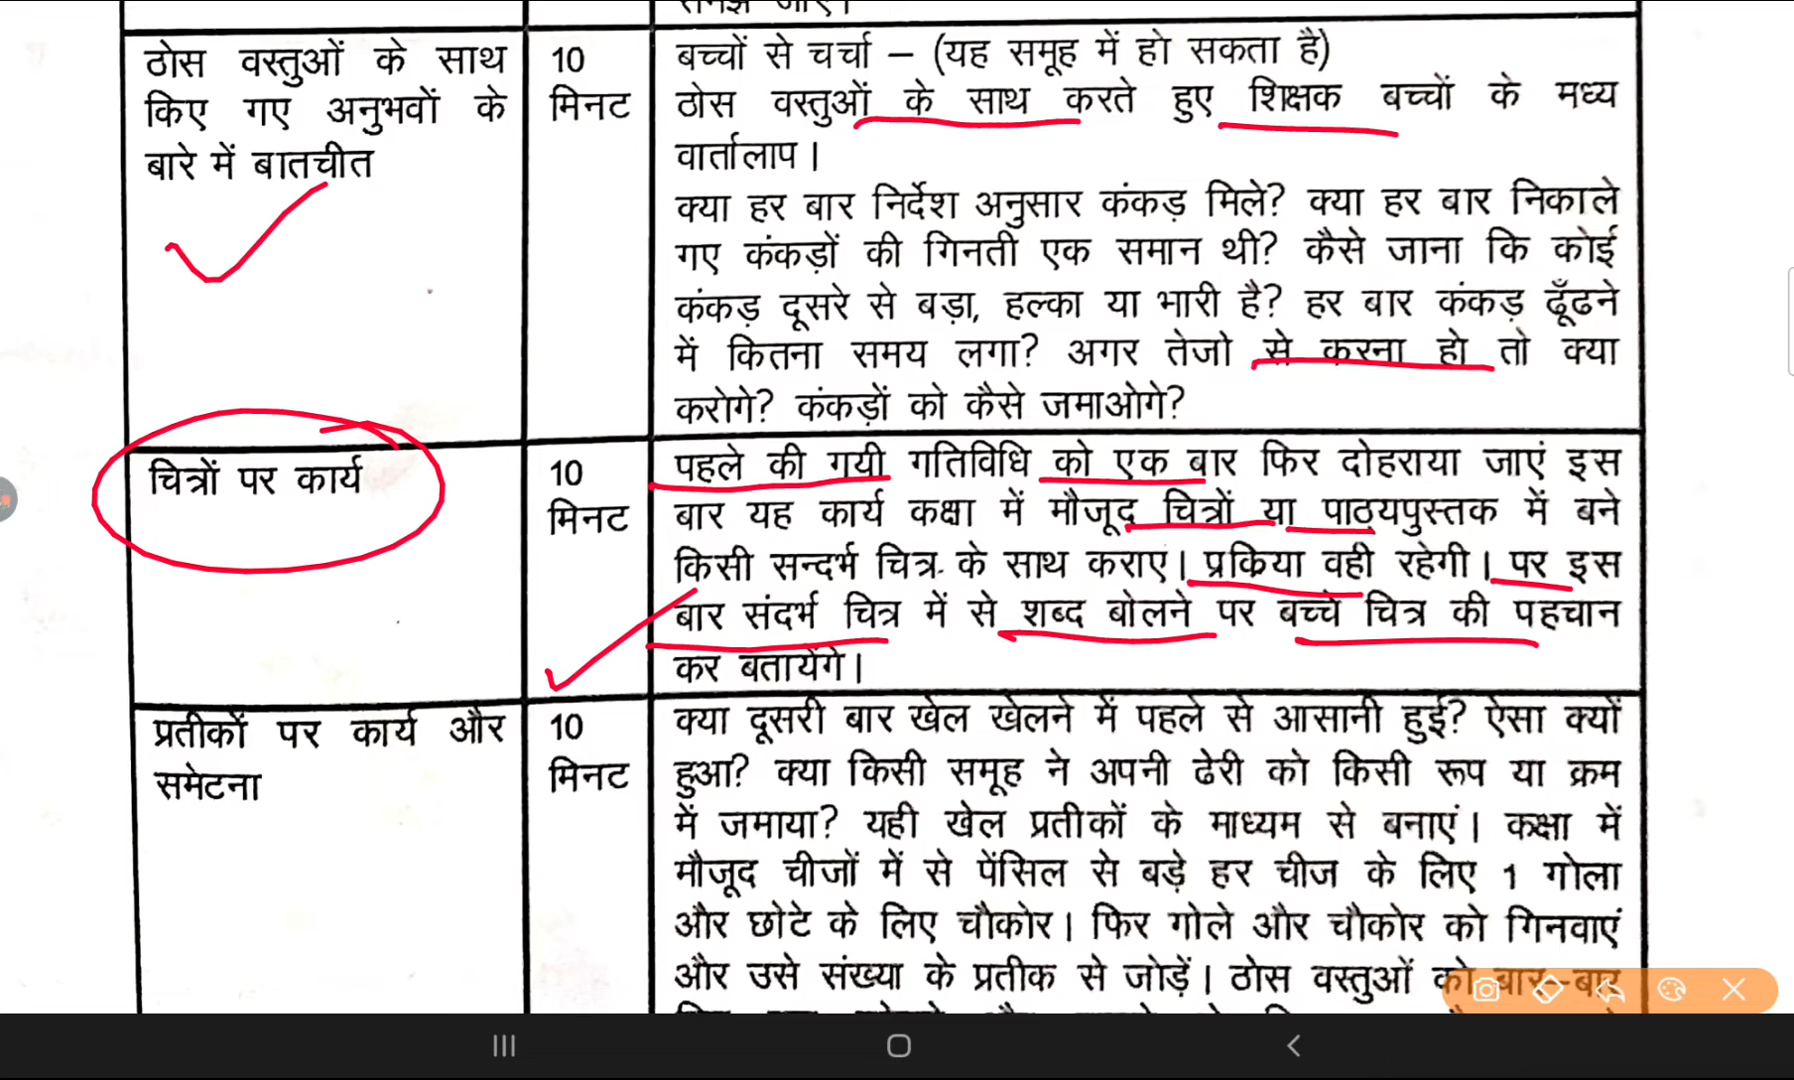 समझ जाएं।
ठोस वस्तुओं के साथ
किए गए अनुभवों के
बारे में बातचीत
10
मिनट
बच्चों से चर्चा – (यह समूह में हो सकता है)
ठोस वस्तुओं के साथ करते हुए शिक्षक बच्चों के मध्य
वार्तालाप।
क्या हर बार निर्देश अनुसार कंकड़ मिले? क्या हर बार निकाले
गए कंकड़ों की गिनती एक समान थी? कैसे जाना कि कोई
कंकड़ दूसरे से बड़ा, हल्का या भारी है? हर बार कंकड़ ढूँढने
में कितना समय लगा? अगर तेजो से करना हो तो क्या
करोगे? कंकड़ों को कैसे जमाओगे?
चित्रों पर कार्य
10
मिनट
पहले की गयी गतिविधि को एक बार फिर दोहराया जाएं इस
बार यह कार्य कक्षा में मौजूद चित्रों या पाठ्यपुस्तक में बने
किसी सन्दर्भ चित्र के साथ कराए। प्रकिया वही रहेगी। पर इस
बार संदर्भ चित्र में से शब्द बोलने पर बच्चे चित्र की पहचान
कर बतायेंगे।
प्रतीकों पर कार्य और
समेटना
10
मिनट
क्या दूसरी बार खेल खेलने में पहले से आसानी हुई? ऐसा क्यों
हुआ? क्या किसी समूह ने अपनी ढेरी को किसी रूप या क्रम
में जमाया? यही खेल प्रतीकों के माध्यम से बनाएं। कक्षा में
मौजूद चीजों में से पेंसिल से बड़े हर चीज के लिए 1 गोला
और छोटे के लिए चौकोर। फिर गोले और चौकोर को गिनवाएं
और उसे संख्या के प्रतीक से जोड़ें। ठोस वस्तुओं को बार–बार